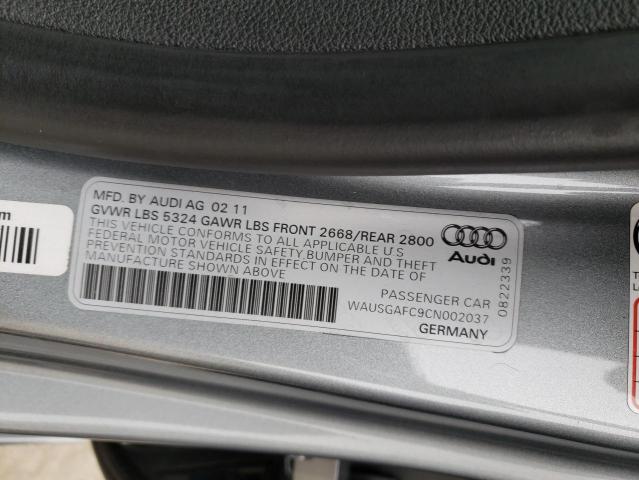 MFD. BY AUDI AG 02 11
GVWR LBS 5324 GAWR LBS FRONT 2668/REAR 2800
THIS VEHICLE CONFORMS TO ALL APPLICABLE U.S
FEDERAL MOTOR VEHICLE SAFETY,BUMPER AND THEFT
PREVENTION STANDARDS IN EFFECT ON THE DATE OF
MANUFACTURE SHOWN ABOVE
Audi
0822339
PASSENGER CAR
WAUSGAFC9CN002037
GERMANY